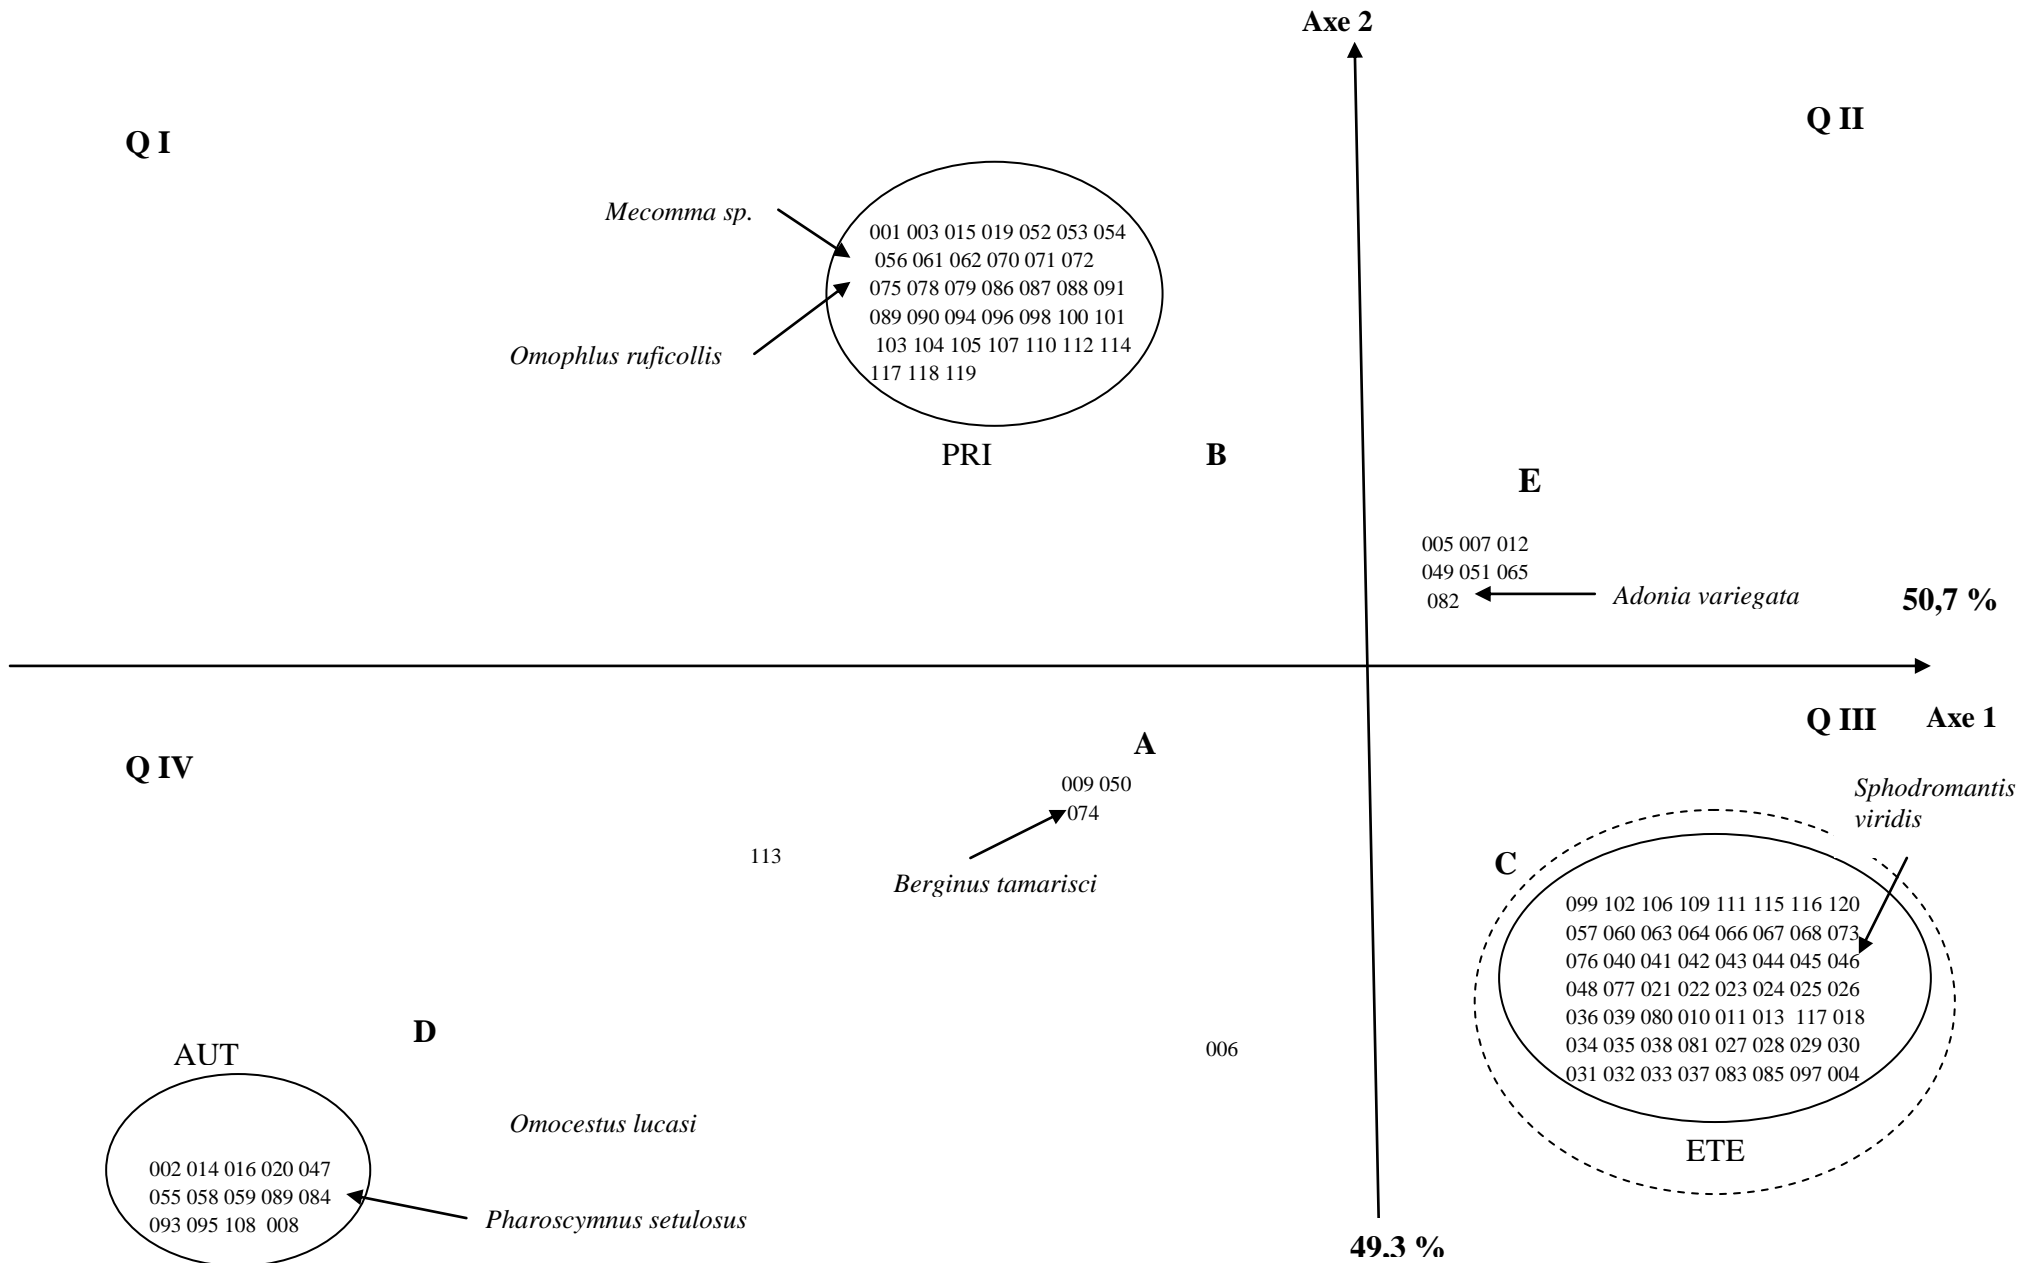 Axe 2
Q I
Q II
Mecomma sp.
001 003 015 019 052 053 054
056 061 062 070 071 072
075 078 079 086 087 088 091
089 090 094 096 098 100 101
103 104 105 107 110 112 114
117 118 119
Omophlus ruficollis
PRI
B
E
005 007 012
049 051 065
082
Adonia variegata
50,7 %
Q III
Axe 1
Q IV
A
009 050
074
113
Berginus tamarisci
Sphodromantis
viridis
C
099 102 106 109 111 115 116 120
057 060 063 064 066 067 068 073
076 040 041 042 043 044 045 046
048 077 021 022 023 024 025 026
036 039 080 010 011 013 117 018
034 035 038 081 027 028 029 030
031 032 033 037 083 085 097 004
ETE
006
D
AUT
Omocestus lucasi
002 014 016 020 047
055 058 059 089 084
093 095 108 008
Pharoscymnus setulosus
49,3 %